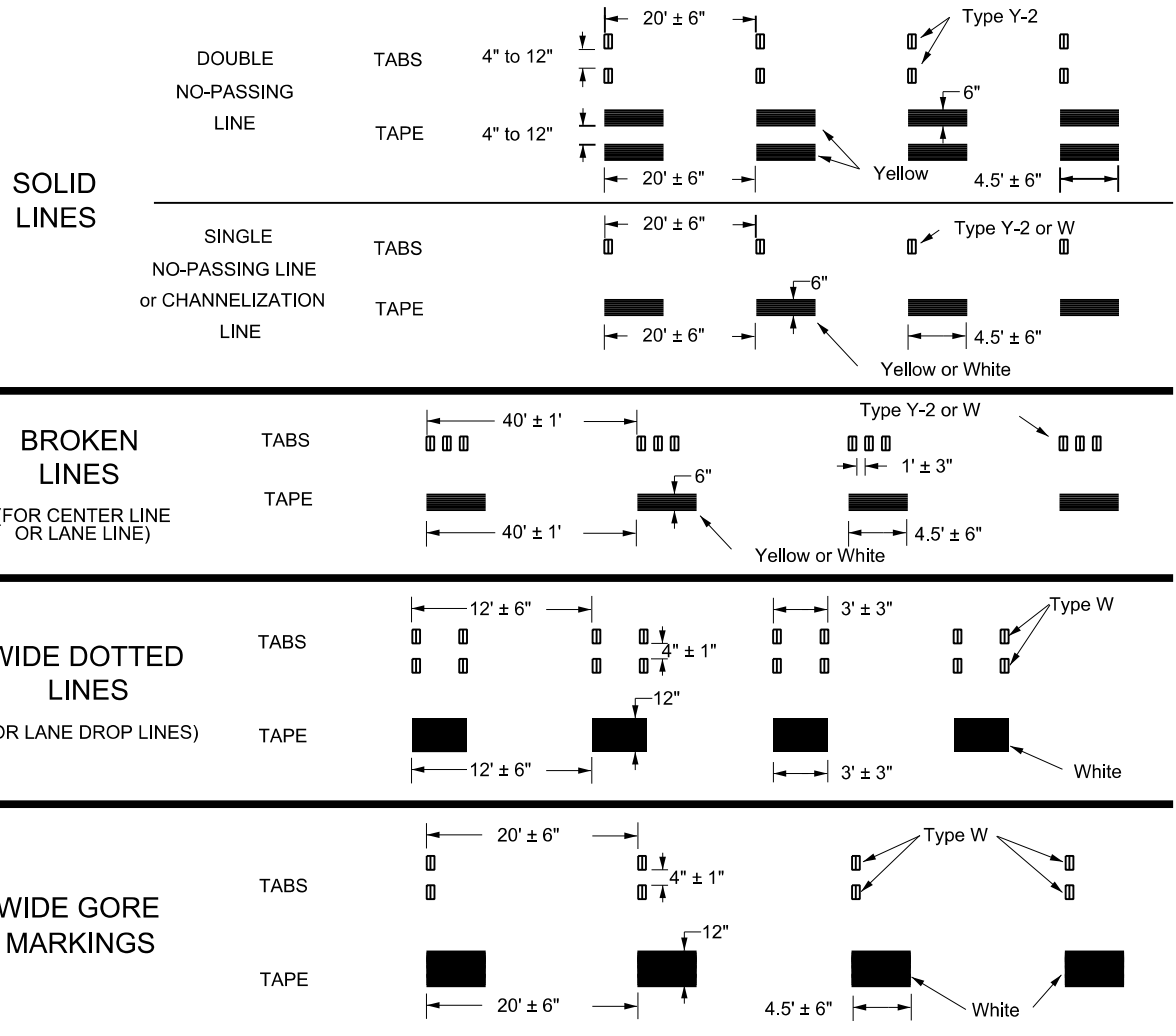 20' ± 6"
Type Y-2
DOUBLE
NO-PASSING
LINE
TABS
4" to 12"
6"
TAPE
4" to 12"
Yellow
20' ± 6"
4.5' ± 6"
SOLID
LINES
20' ± 6"
Type Y-2 or W
SINGLE
NO-PASSING LINE
or CHANNELIZATION
LINE
TABS
6"
TAPE
20' ± 6"
4.5' ± 6"
Yellow or White
BROKEN
LINES
(FOR CENTER LINE
OR LANE LINE)
TABS
40' ± 1'
Type Y-2 or W
1' ± 3"
TAPE
6"
40' ± 1'
4.5' ± 6"
Yellow or White
WIDE DOTTED
LINES
OR LANE DROP LINES)
TABS
12' ± 6"
3' ± 3"
Type W
4" ± 1"
12"
TAPE
12' ± 6"
3' ± 3"
White
WIDE GORE
MARKINGS
20' ± 6"
Type W
TABS
4" ± 1"
12"
TAPE
20' ± 6"
4.5' ± 6"
White